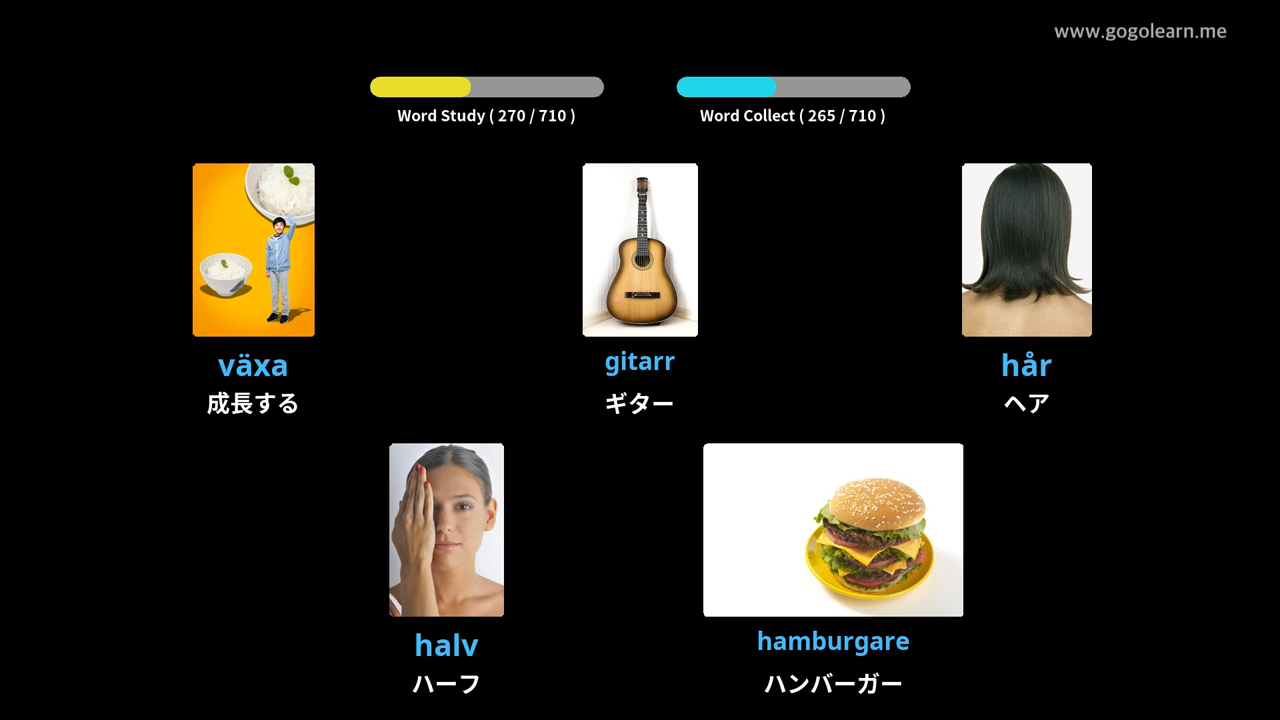 www.gogolearn.me
Word Study ( 270 / 710 )
Word Collect ( 265 / 710 )
växa
成長する
gitarr
ギター
hår
ヘア
halv
ハーフ
hamburgare
ハンバーガー